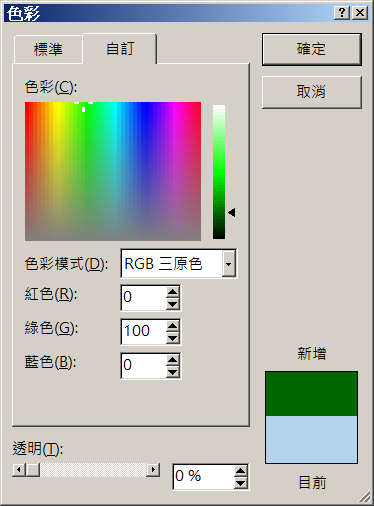 色彩
標準
自訂
確定
取消
色彩(C):
色彩模式(D):
RGB 三原色
紅色(R):
0
綠色(G):
100
藍色(B):
0
新增
目前
透明(T):
0 %